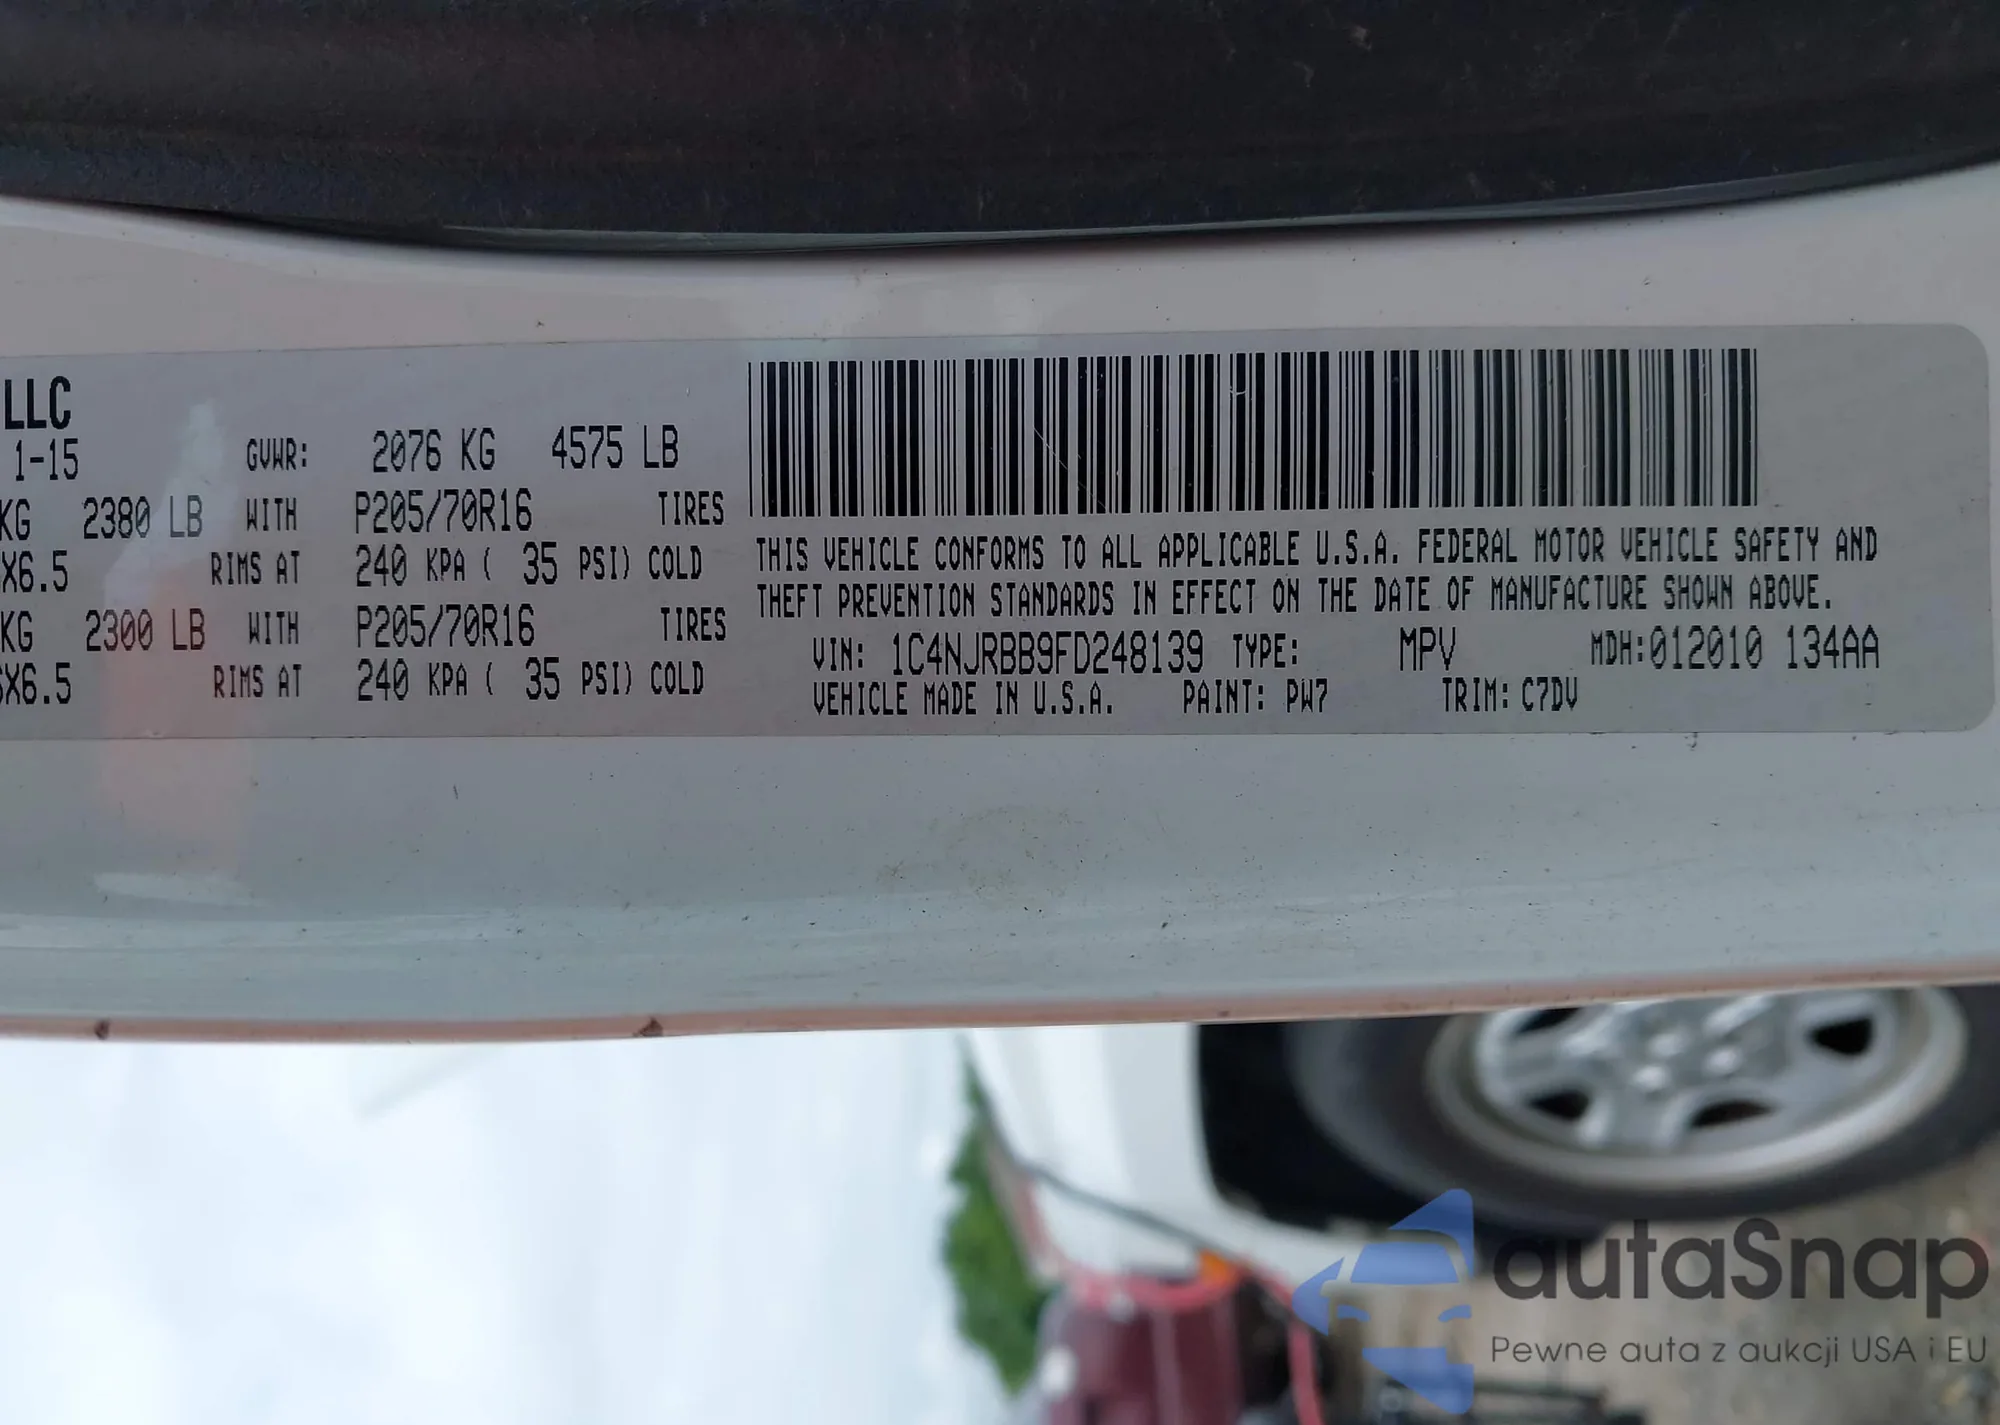 LLC
1-15 GVWR: 2076 KG 4575 LB
KG 2380 LB WITH P205/70R16 TIRES
X6.5 RIMS AT 240 KPA ( 35 PSI) COLD
KG 2300 LB WITH P205/70R16 TIRES
X6.5 RIMS AT 240 KPA ( 35 PSI) COLD
THIS VEHICLE CONFORMS TO ALL APPLICABLE U.S.A. FEDERAL MOTOR VEHICLE SAFETY AND
THEFT PREVENTION STANDARDS IN EFFECT ON THE DATE OF MANUFACTURE SHOWN ABOVE.
VIN: 1C4NJRBB9FD248139 TYPE: MPV MDH:012010 134AA
VEHICLE MADE IN U.S.A. PAINT: PW7 TRIM: C7DV
autaSnap
Pewne auta z aukcji USA i EU